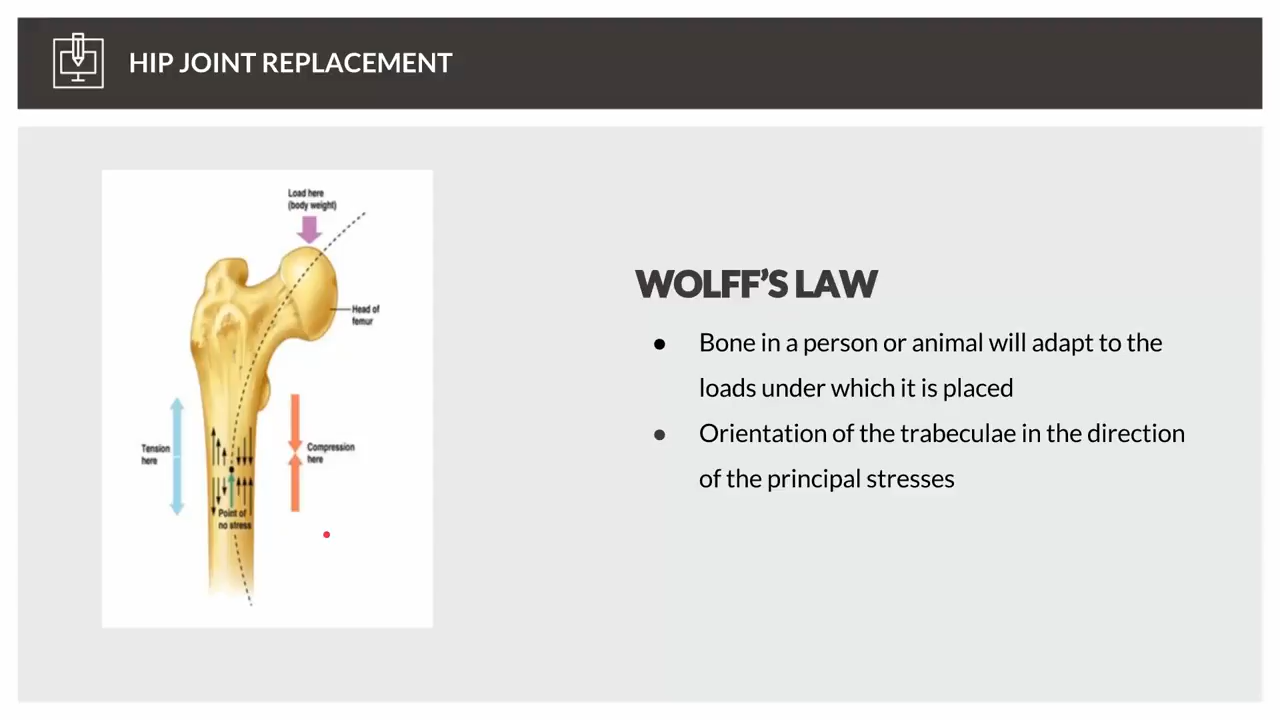 HIP JOINT REPLACEMENT
Load here
(body weight)
Head of
femur
Tension
here
Compression
here
Point of
no stress
WOLFF'S LAW
● Bone in a person or animal will adapt to the
loads under which it is placed
● Orientation of the trabeculae in the direction
of the principal stresses